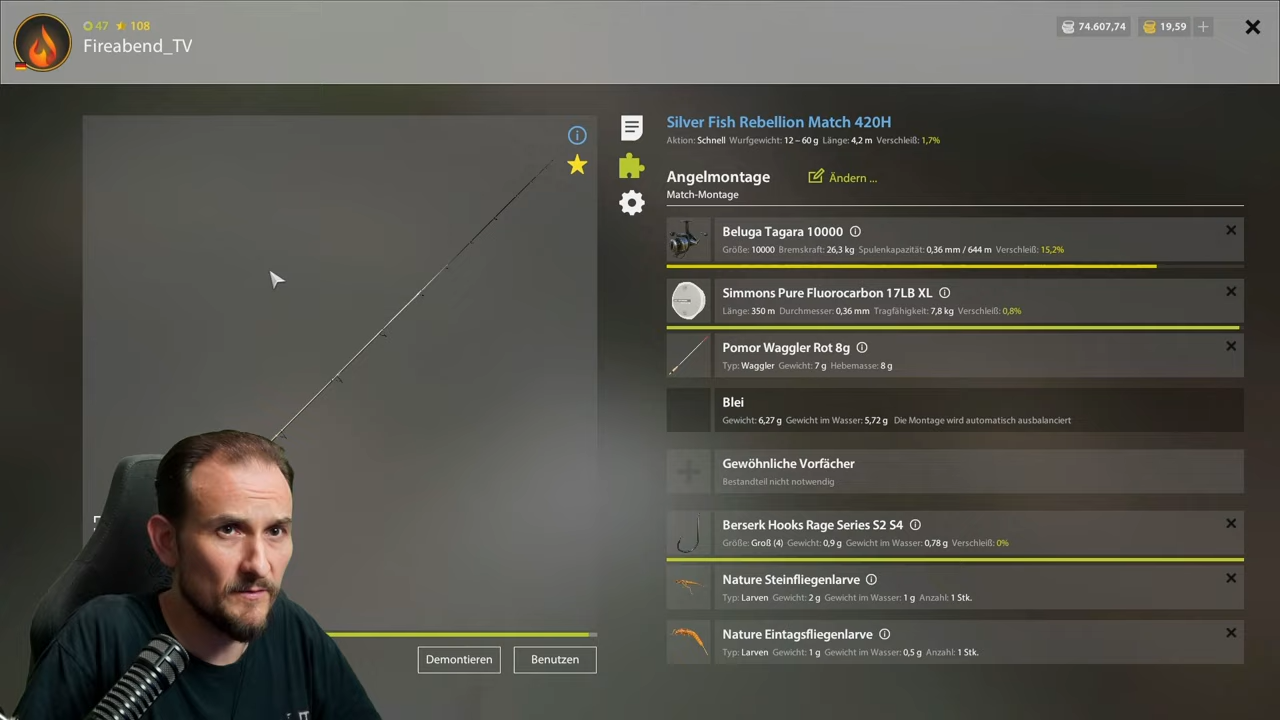 47 108
Fireabend_TV
74.607,74 19,59
Silver Fish Rebellion Match 420H
Aktion: Schnell Wurfgewicht: 12 – 60 g Länge: 4,2 m Verschleiß: 1,7%
Angelmontage
Ändern ...
Match-Montage
Beluga Tagara 10000
Größe: 10000 Bremskraft: 26,3 kg Spulenkapazität: 0,36 mm / 644 m Verschleiß: 15,2%
Simmons Pure Fluorocarbon 17LB XL
Länge: 350 m Durchmesser: 0,36 mm Tragfähigkeit: 7,8 kg Verschleiß: 0,8%
Pomor Waggler Rot 8g
Typ: Waggler Gewicht: 7 g Hebemasse: 8 g
Blei
Gewicht: 6,27 g Gewicht im Wasser: 5,72 g Die Montage wird automatisch ausbalanciert
Gewöhnliche Vorfächer
Bestandteil nicht notwendig
Berserk Hooks Rage Series S2 S4
Größe: Groß (4) Gewicht: 0,9 g Gewicht im Wasser: 0,78 g Verschleiß: 0%
Nature Steinfliegenlarve
Typ: Larven Gewicht: 2 g Gewicht im Wasser: 1 g Anzahl: 1 Stk.
Nature Eintagsfliegenlarve
Typ: Larven Gewicht: 1 g Gewicht im Wasser: 0,5 g Anzahl: 1 Stk.
Demontieren
Benutzen